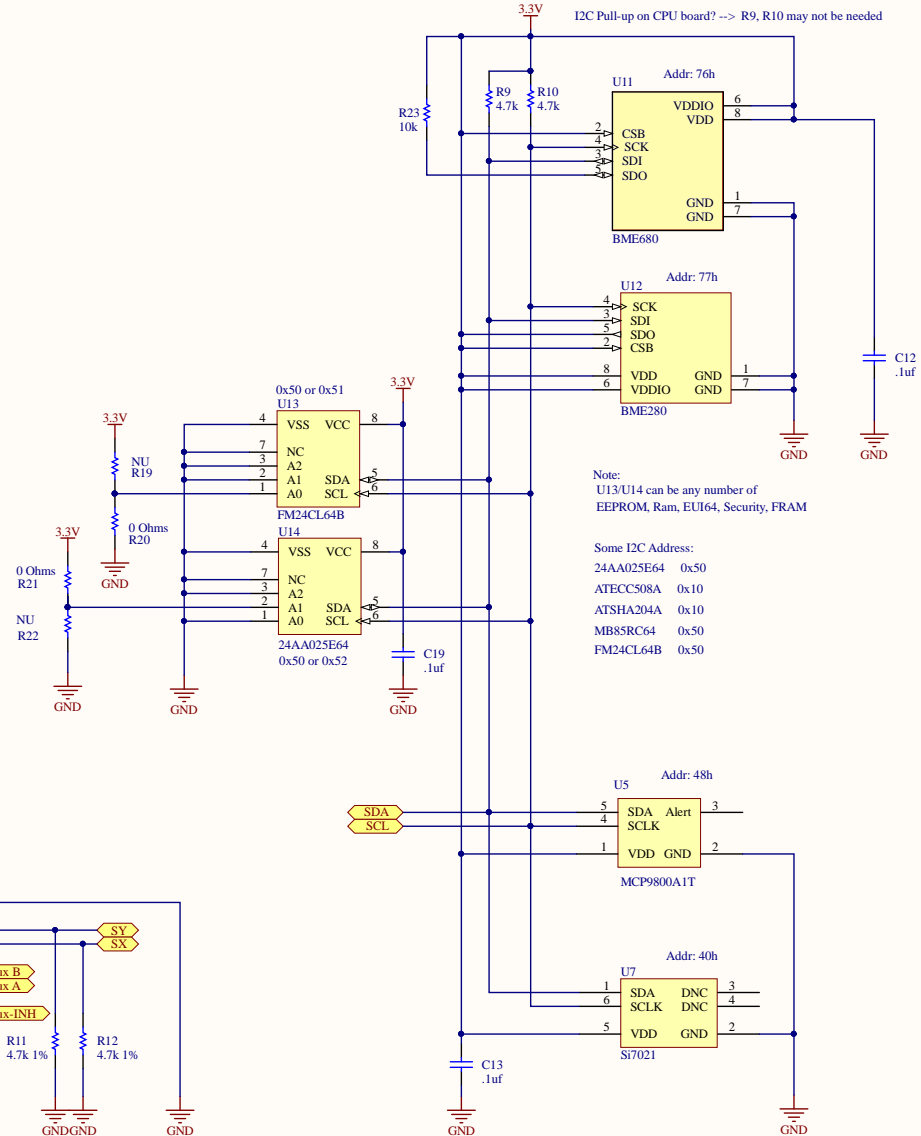 3.3V
I2C Pull-up on CPU board? --> R9, R10 may not be needed
U11
Addr: 76h
R23
10k
R9
4.7k
R10
4.7k
2 CSB
4 SCK
3 SDI
5 SDO
VDDIO 6
VDD 8
GND 1
GND 7
BME680
U12
Addr: 77h
4 SCK
3 SDI
5 SDO
2 CSB
8 VDD
6 VDDIO
GND 1
GND 7
BME280
C12
.1uf
GND
GND
0x50 or 0x51
U13
3.3V
4 VSS VCC 8
7 NC
3 A2
2 A1 SDA 5
1 A0 SCL 6
FM24CL64B
3.3V
NU
R19
0 Ohms
R20
GND
U14
4 VSS VCC 8
7 NC
3 A2
2 A1 SDA 5
1 A0 SCL 6
24AA025E64
0x50 or 0x52
3.3V
0 Ohms
R21
NU
R22
GND
GND
C19
.1uf
GND
Note:
U13/U14 can be any number of
EEPROM, Ram, EUI64, Security, FRAM
Some I2C Address:
24AA025E64 0x50
ATECC508A 0x10
ATSHA204A 0x10
MB85RC64 0x50
FM24CL64B 0x50
Addr: 48h
U5
SDA
SCL
5 SDA Alert 3
4 SCLK
1 VDD GND 2
MCP9800A1T
Addr: 40h
U7
1 SDA DNC 3
6 SCLK DNC 4
5 VDD GND 2
Si7021
C13
.1uf
GND
GND
SY
SX
ux B
ux A
ux-INH
R11
4.7k 1%
R12
4.7k 1%
GND
GND
GND